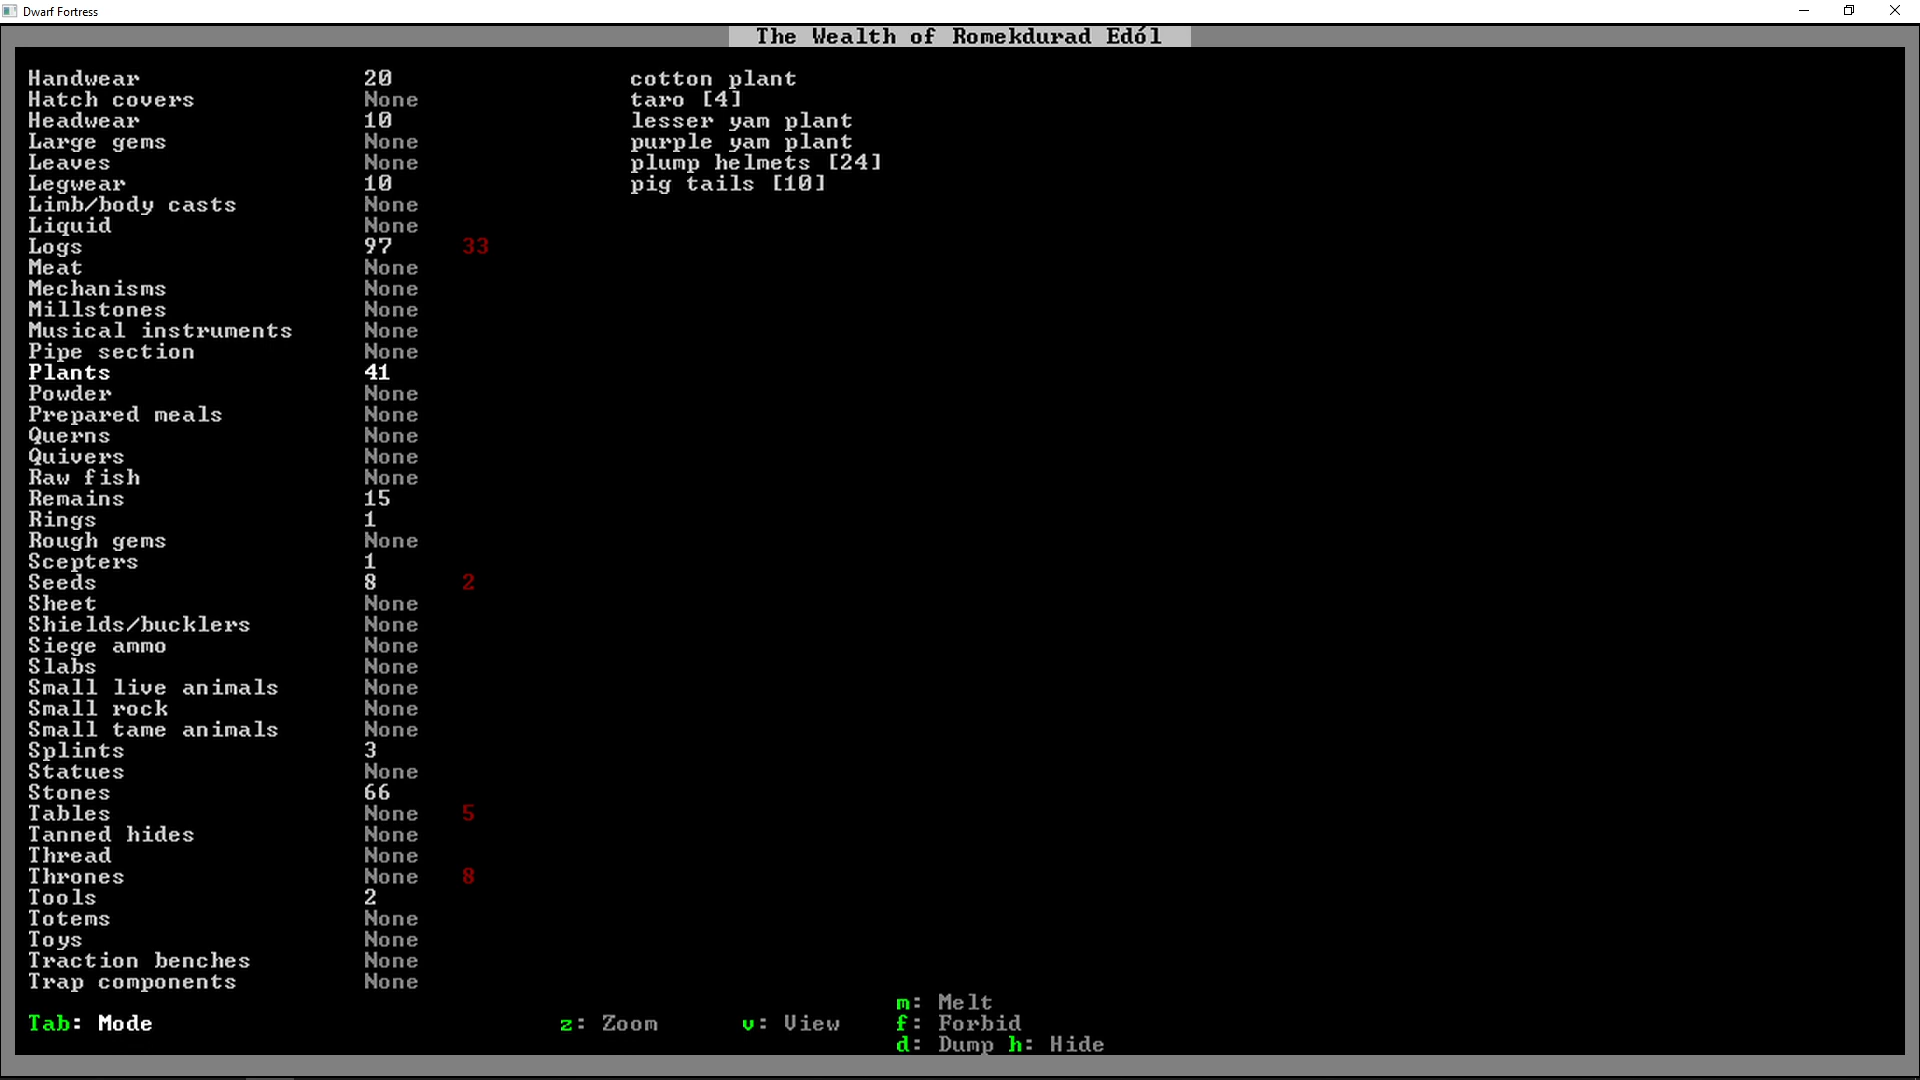 Dwarf Fortress
The Wealth of Romekdurad Edól
Handwear 20 cotton plant
Hatch covers None taro [4]
Headwear 10 lesser yam plant
Large gems None purple yam plant
Leaves None plump helmets [24]
Legwear 10 pig tails [10]
Limb/body casts None
Liquid None
Logs 97 33
Meat None
Mechanisms None
Millstones None
Musical instruments None
Pipe section None
Plants 41
Powder None
Prepared meals None
Querns None
Quivers None
Raw fish None
Remains 15
Rings 1
Rough gems None
Scepters 1
Seeds 8 2
Sheet None
Shields/bucklers None
Siege ammo None
Slabs None
Small live animals None
Small rock None
Small tame animals None
Splints 3
Statues None
Stones 66
Tables None 5
Tanned hides None
Thread None
Thrones None 8
Tools 2
Totems None
Toys None
Traction benches None
Trap components None
m: Melt
Tab: Mode z: Zoom v: View f: Forbid
d: Dump h: Hide